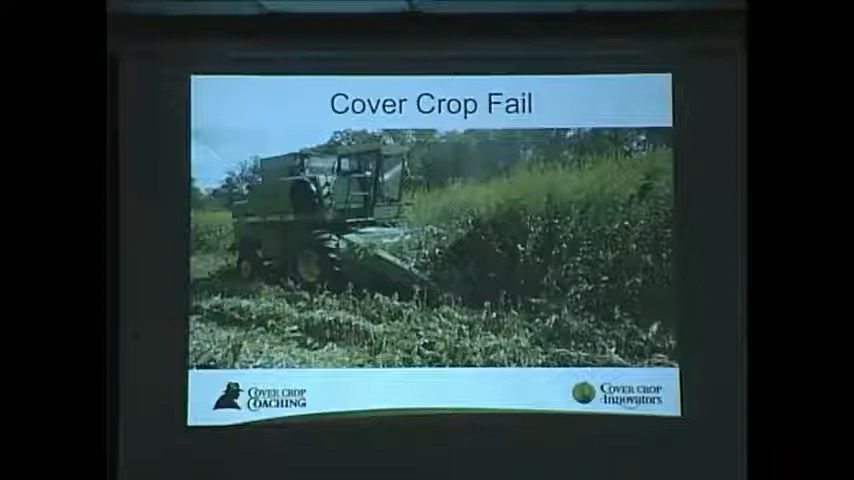 Cover Crop Fail
COVER CROP
COACHING
COVER CROP
Innovators